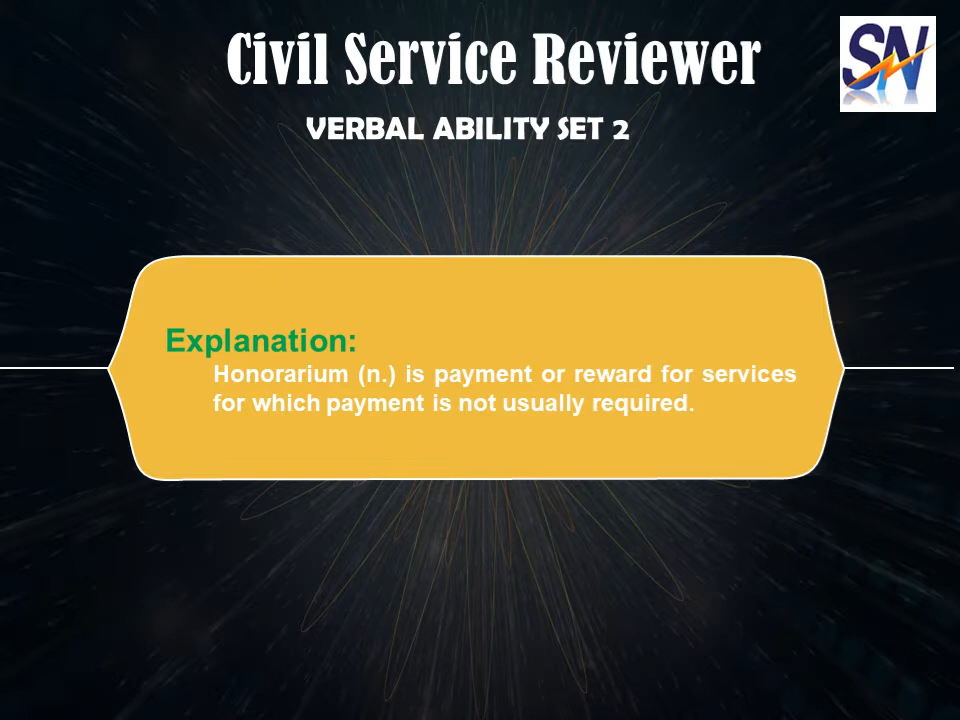 Civil Service Reviewer
SN
VERBAL ABILITY SET 2
Explanation:
Honorarium (n.) is payment or reward for services
for which payment is not usually required.